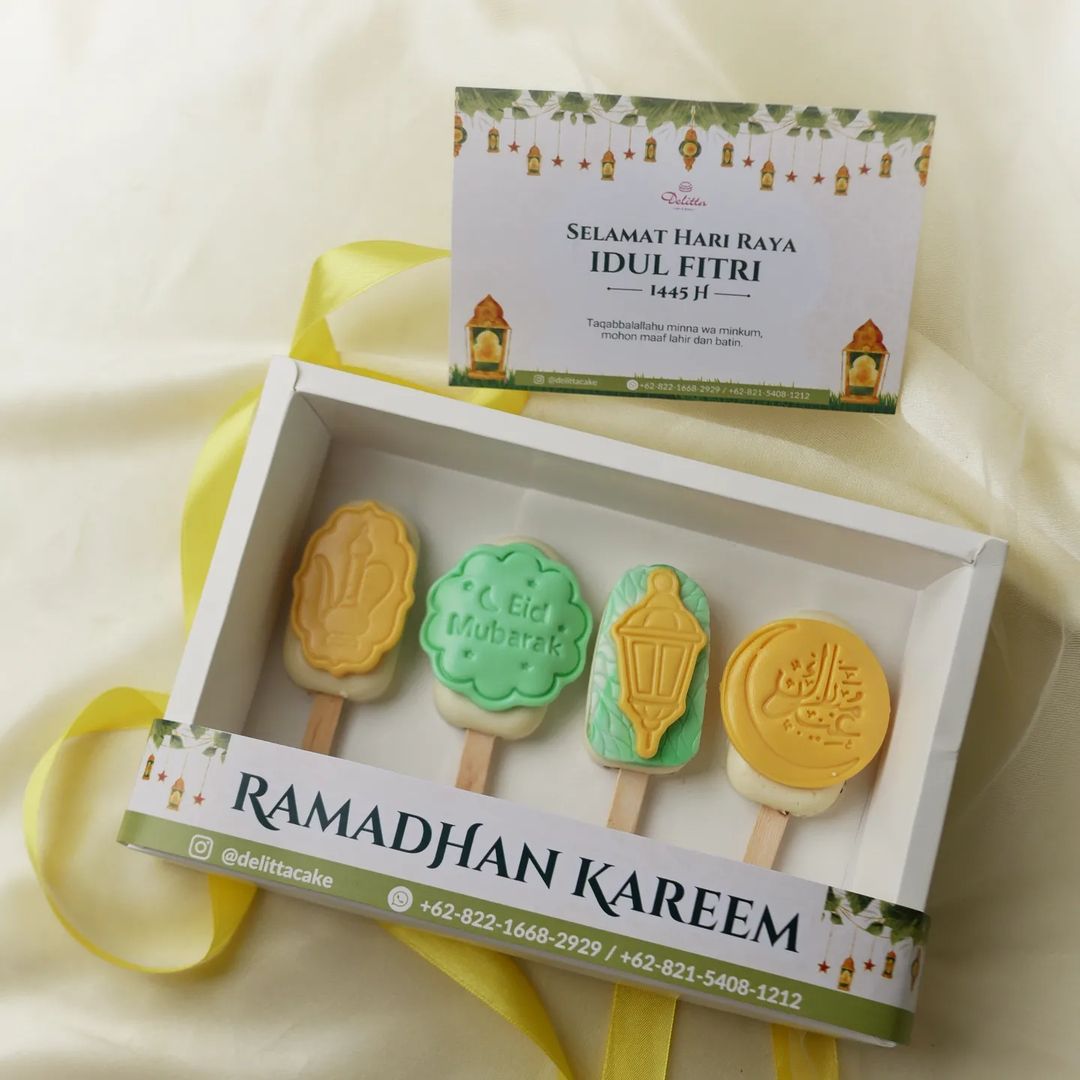 Delitta
SELAMAT HARI RAYA
IDUL FITRI
1445 H
Taqabbalallahu minna wa minkum,
mohon maaf lahir dan batin.
@delittacake +62-822-1668-2929 / +62-821-5408-1212
Eid
Mubarak
RAMADHAN KAREEM
@delittacake +62-822-1668-2929 / +62-821-5408-1212